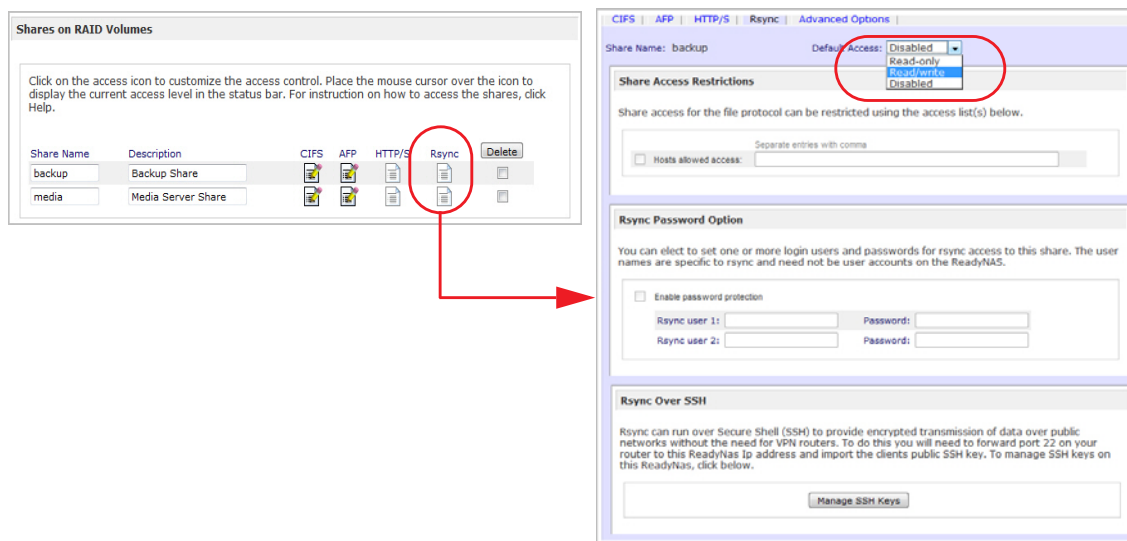 Shares on RAID Volumes
Click on the access icon to customize the access control. Place the mouse cursor over the icon to
display the current access level in the status bar. For instruction on how to access the shares, click
Help.
Share Name Description CIFS AFP HTTP/S Rsync Delete
backup Backup Share
media Media Server Share
CIFS | AFP | HTTP/S | Rsync | Advanced Options |
Share Name: backup Default Access: Disabled
Read-only
Read/write
Disabled
Share Access Restrictions
Share access for the file protocol can be restricted using the access list(s) below.
Separate entries with comma
Hosts allowed access:
Rsync Password Option
You can elect to set one or more login users and passwords for rsync access to this share. The user
names are specific to rsync and need not be user accounts on the ReadyNAS.
Enable password protection
Rsync user 1: Password:
Rsync user 2: Password:
Rsync Over SSH
Rsync can run over Secure Shell (SSH) to provide encrypted transmission of data over public
networks without the need for VPN routers. To do this you will need to forward port 22 on your
router to this ReadyNas Ip address and import the clients public SSH key. To manage SSH keys on
this ReadyNas, click below.
Manage SSH Keys